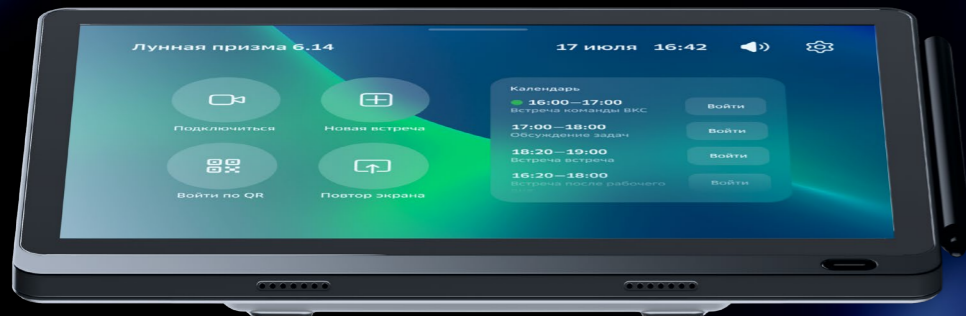 Лунная призма 6.14
17 июля 16:42
Подключиться
Новая встреча
Войти по QR
Повтор экрана
Календарь
16:00—17:00
Встреча команды ВКС
Войти
17:00—18:00
Обсуждение задач
Войти
18:20—19:00
Встреча встреча
Войти
16:20—18:00
Встреча после рабочего
Войти